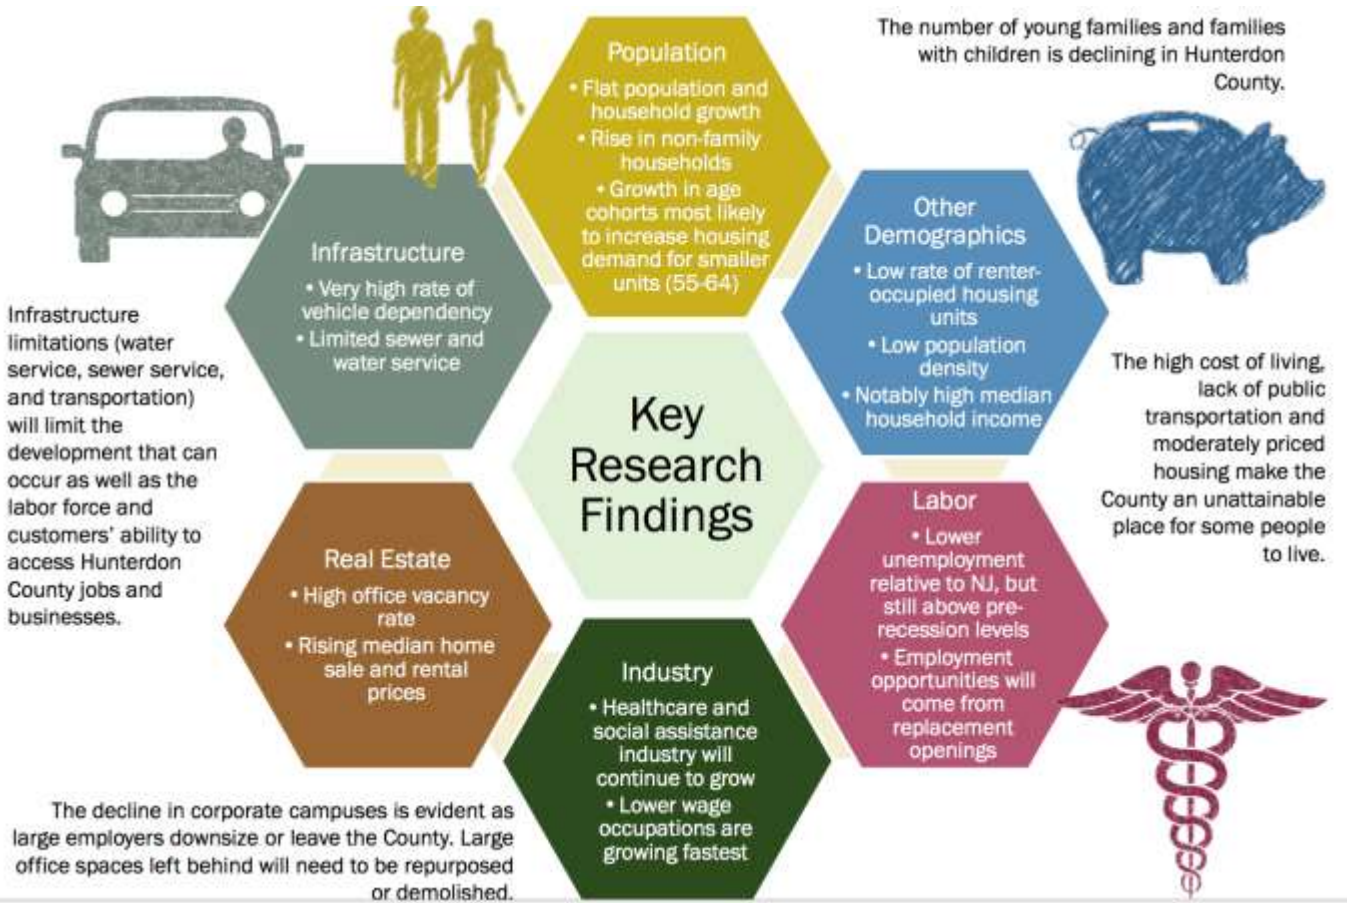 The number of young families and families
with children is declining in Hunterdon
County.
Population
• Flat population and
household growth
• Rise in non-family
households
• Growth in age
cohorts most likely
to increase housing
demand for smaller
units (55-64)
Other
Demographics
• Low rate of renter-
occupied housing
units
• Low population
density
• Notably high median
household income
Infrastructure
• Very high rate of
vehicle dependency
• Limited sewer and
water service
Infrastructure
limitations (water
service, sewer service,
and transportation)
will limit the
development that can
occur as well as the
labor force and
customers' ability to
access Hunterdon
County jobs and
businesses.
Key
Research
Findings
The high cost of living,
lack of public
transportation and
moderately priced
housing make the
County an unattainable
place for some people
to live.
Labor
• Lower
unemployment
relative to NJ, but
still above pre-
recession levels
• Employment
opportunities will
come from
replacement
openings
Real Estate
• High office vacancy
rate
• Rising median home
sale and rental
prices
Industry
• Healthcare and
social assistance
industry will
continue to grow
• Lower wage
occupations are
growing fastest
The decline in corporate campuses is evident as
large employers downsize or leave the County. Large
office spaces left behind will need to be repurposed
or demolished.